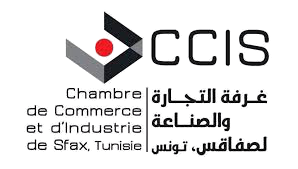 CCIS
Chambre
de Commerce
et d'Industrie
de Sfax, Tunisie
غرفة التجارة
والصناعة
لصفاقس، تونس